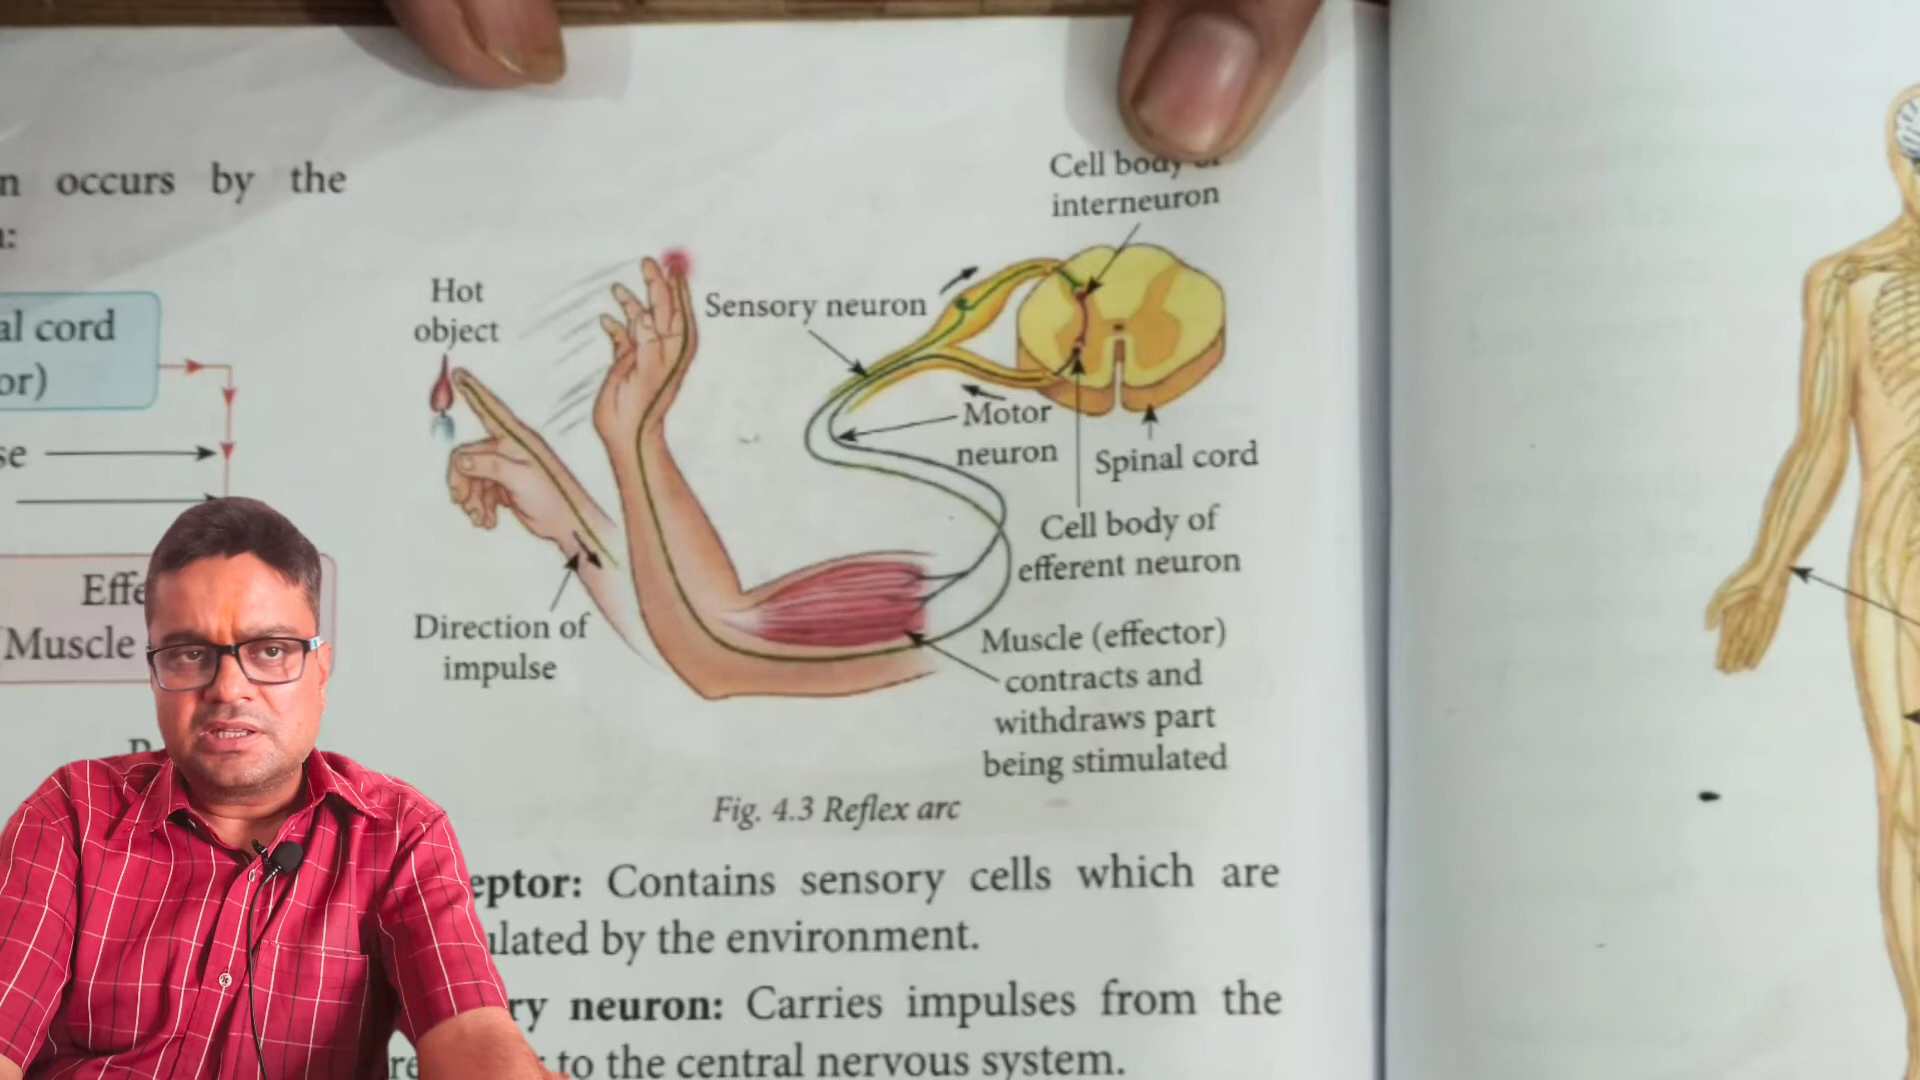 n occurs by the
n:
al cord
or)
se
Effe
(Muscle
Cell body
interneuron
Hot
object
Sensory neuron
Motor
neuron
Spinal cord
Cell body of
efferent neuron
Direction of
impulse
Muscle (effector)
contracts and
withdraws part
being stimulated
Fig. 4.3 Reflex arc
eptor: Contains sensory cells which are
ulated by the environment.
ry neuron: Carries impulses from the
re to the central nervous system.